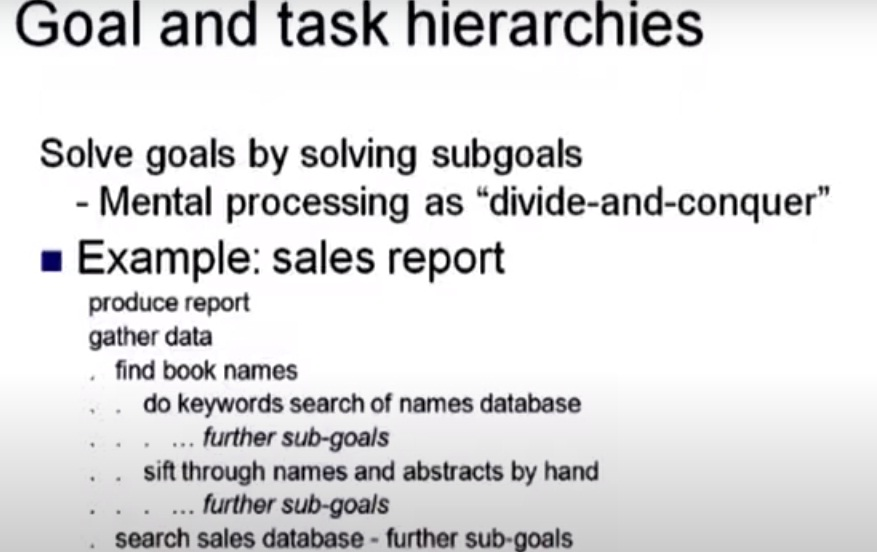 Goal and task hierarchies
Solve goals by solving subgoals
- Mental processing as “divide-and-conquer”
■ Example: sales report
produce report
gather data
. find book names
. . do keywords search of names database
. . . ... further sub-goals
. . sift through names and abstracts by hand
. . . ... further sub-goals
. search sales database - further sub-goals